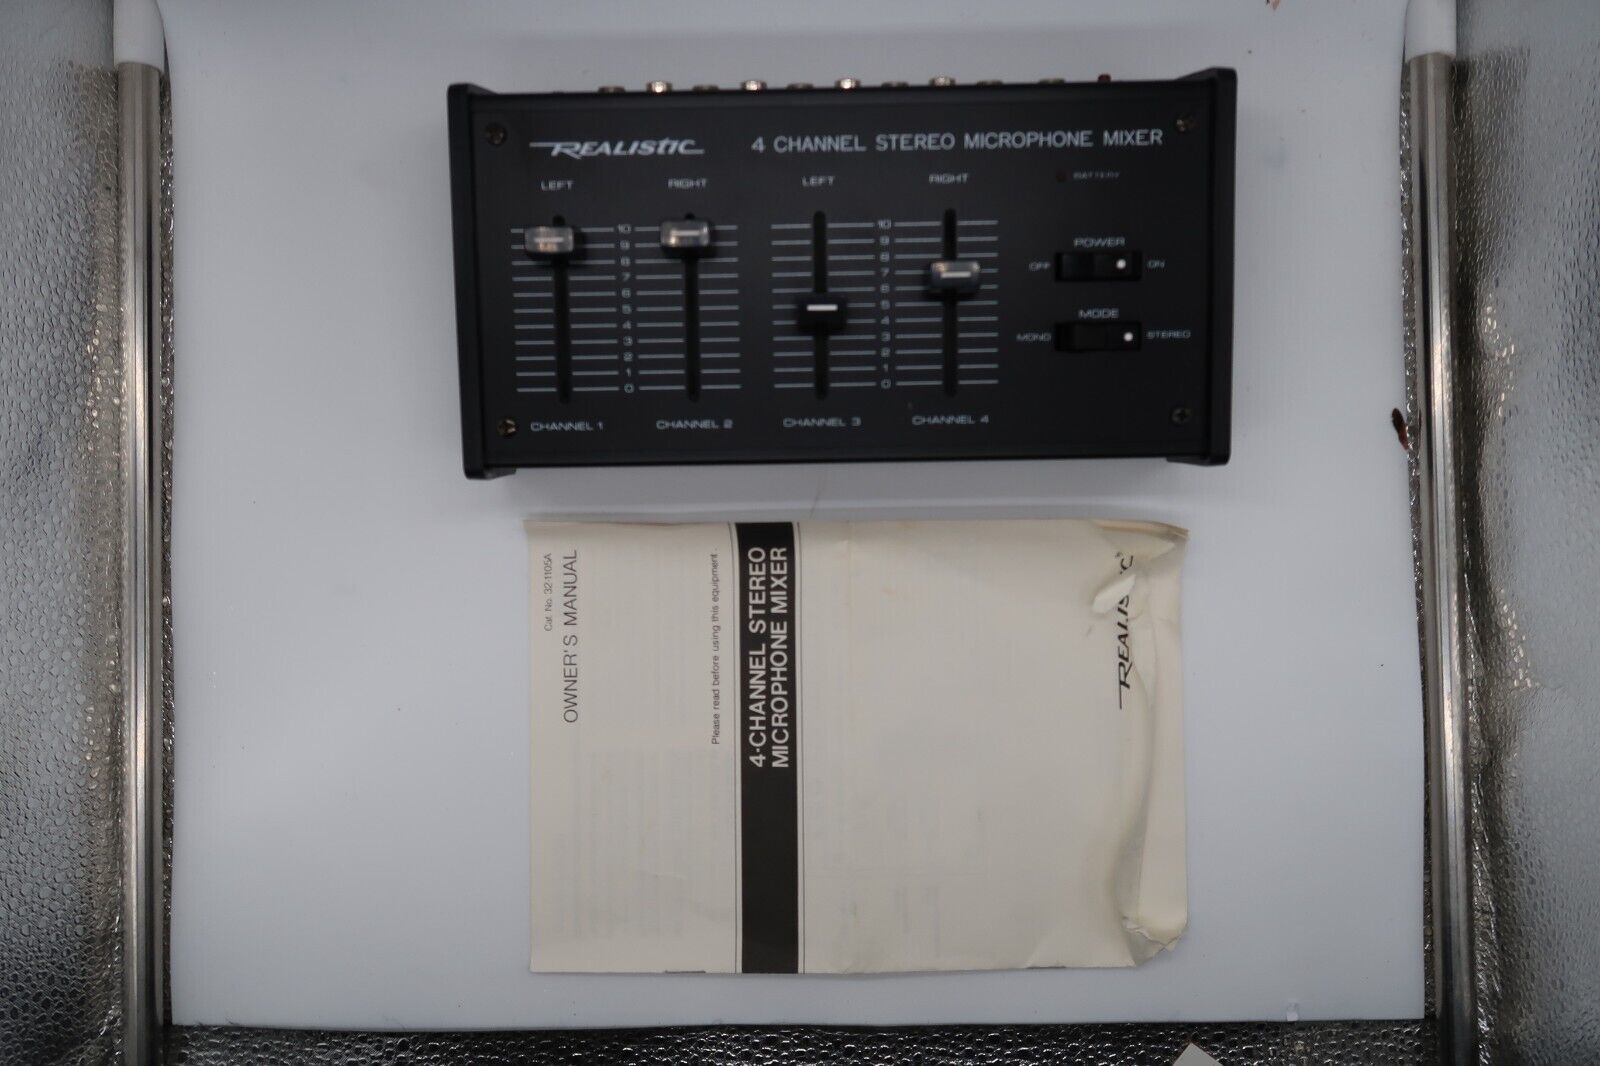 REALISTIC
4 CHANNEL STEREO MICROPHONE MIXER
LEFT
RIGHT
LEFT
RIGHT
BATTERY
10
9
8
7
6
5
4
3
2
1
0
10
9
8
7
6
5
4
3
2
1
0
POWER
OFF
ON
MODE
MONO
STEREO
CHANNEL 1
CHANNEL 2
CHANNEL 3
CHANNEL 4
Cat. No. 32-1105A
OWNER'S MANUAL
Please read before using this equipment.
4-CHANNEL STEREO
MICROPHONE MIXER
REALISTIC